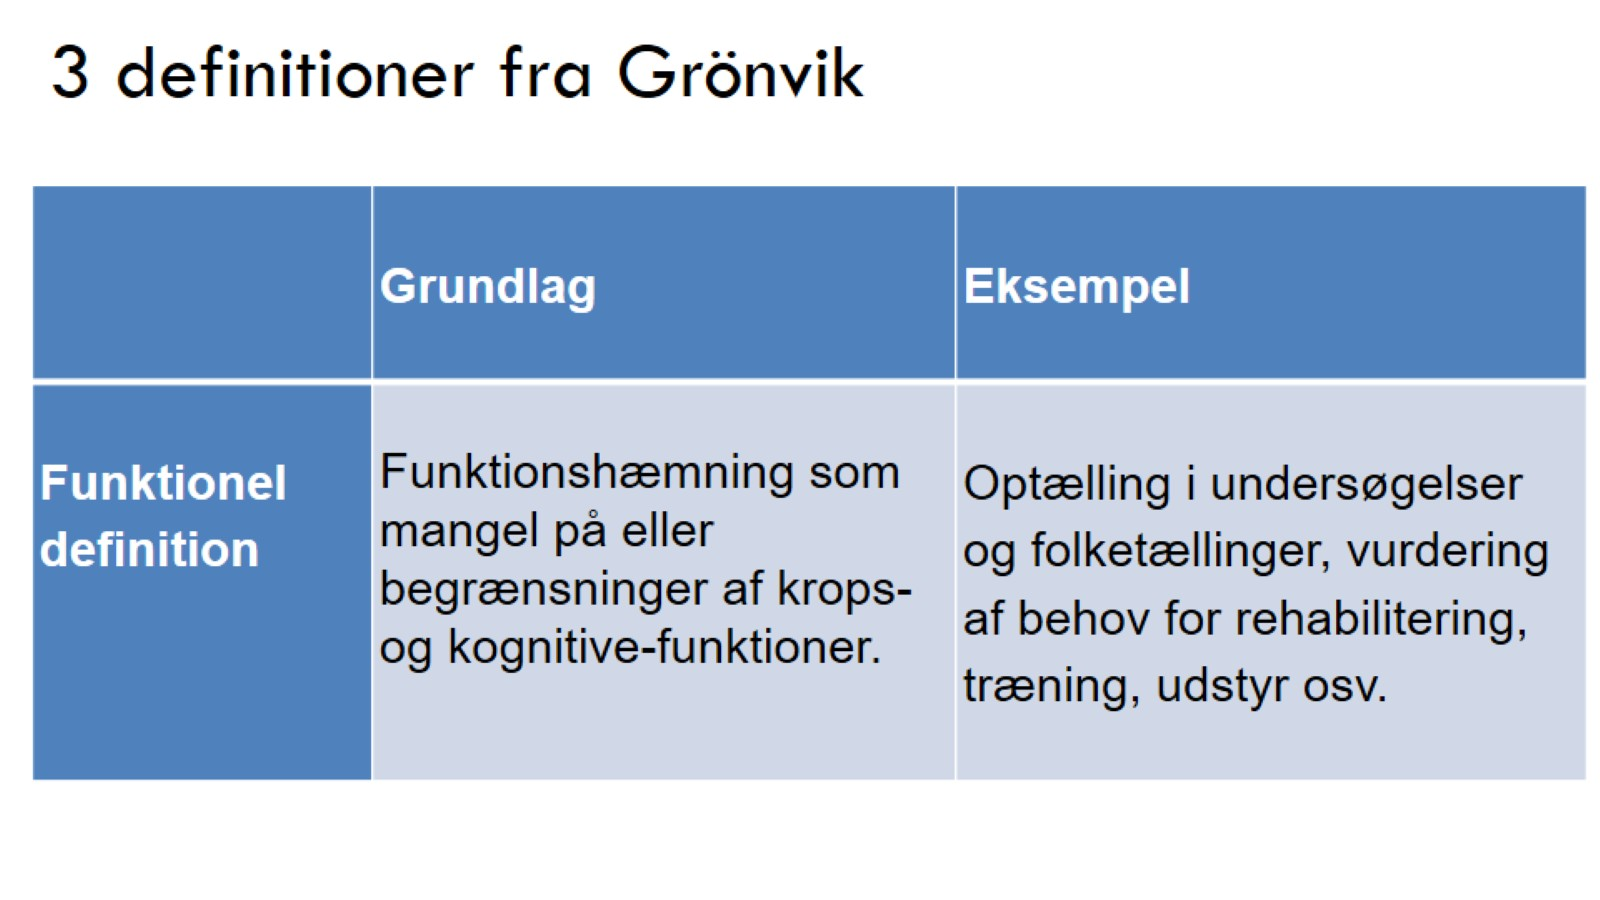 3 definitioner fra Grönvik
Grundlag
Eksempel
Funktionel
definition
Funktionshæmning som
mangel på eller
begrænsninger af krops-
og kognitive-funktioner.
Optælling i undersøgelser
og folketællinger, vurdering
af behov for rehabilitering,
træning, udstyr osv.